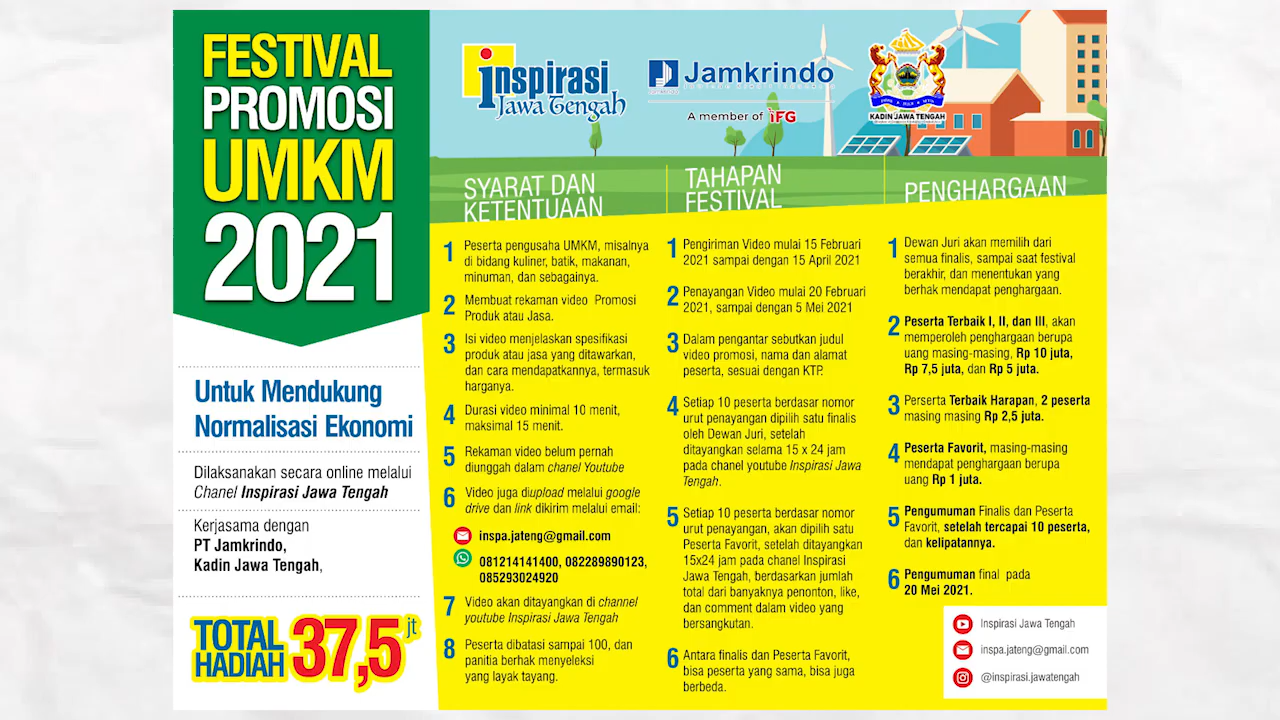 FESTIVAL
PROMOSI
UMKM
2021
Untuk Mendukung
Normalisasi Ekonomi
Dilaksanakan secara online melalui
Chanel Inspirasi Jawa Tengah
Kerjasama dengan
PT Jamkrindo,
Kadin Jawa Tengah,
TOTAL
HADIAH
37,5 jt
inspirasi
Jawa Tengah
Jamkrindo
A member of IFG
KADIN JAWA TENGAH
SYARAT DAN
KETENTUAAN
1 Peserta pengusaha UMKM, misalnya
di bidang kuliner, batik, makanan,
minuman, dan sebagainya.
2 Membuat rekaman video Promosi
Produk atau Jasa.
3 Isi video menjelaskan spesifikasi
produk atau jasa yang ditawarkan,
dan cara mendapatkannya, termasuk
harganya.
4 Durasi video minimal 10 menit,
maksimal 15 menit.
5 Rekaman video belum pernah
diunggah dalam chanel Youtube
6 Video juga diupload melalui google
drive dan link dikirim melalui email:
inspa.jateng@gmail.com
081214141400, 082289890123,
085293024920
7 Video akan ditayangkan di channel
youtube Inspirasi Jawa Tengah
8 Peserta dibatasi sampai 100, dan
panitia berhak menyeleksi
yang layak tayang.
TAHAPAN
FESTIVAL
1 Pengiriman Video mulai 15 Februari
2021 sampai dengan 15 April 2021
2 Penayangan Video mulai 20 Februari
2021, sampai dengan 5 Mei 2021
3 Dalam pengantar sebutkan judul
video promosi, nama dan alamat
peserta, sesuai dengan KTP.
4 Setiap 10 peserta berdasar nomor
urut penayangan dipilih satu finalis
oleh Dewan Juri, setelah
ditayangkan selama 15 x 24 jam
pada chanel youtube Inspirasi Jawa
Tengah.
5 Setiap 10 peserta berdasar nomor
urut penayangan, akan dipilih satu
Peserta Favorit, setelah ditayangkan
15x24 jam pada chanel Inspirasi
Jawa Tengah, berdasarkan jumlah
total dari banyaknya penonton, like,
dan comment dalam video yang
bersangkutan.
6 Antara finalis dan Peserta Favorit,
bisa peserta yang sama, bisa juga
berbeda.
PENGHARGAAN
1 Dewan Juri akan memilih dari
semua finalis, sampai saat festival
berakhir, dan menentukan yang
berhak mendapat penghargaan.
2 Peserta Terbaik I, II, dan III, akan
memperoleh penghargaan berupa
uang masing-masing, Rp 10 juta,
Rp 7,5 juta, dan Rp 5 juta.
3 Perserta Terbaik Harapan, 2 peserta
masing masing Rp 2,5 juta.
4 Peserta Favorit, masing-masing
mendapat penghargaan berupa
uang Rp 1 juta.
5 Pengumuman Finalis dan Peserta
Favorit, setelah tercapai 10 peserta,
dan kelipatannya.
6 Pengumuman final pada
20 Mei 2021.
Inspirasi Jawa Tengah
inspa.jateng@gmail.com
@inspirasi.jawatengah